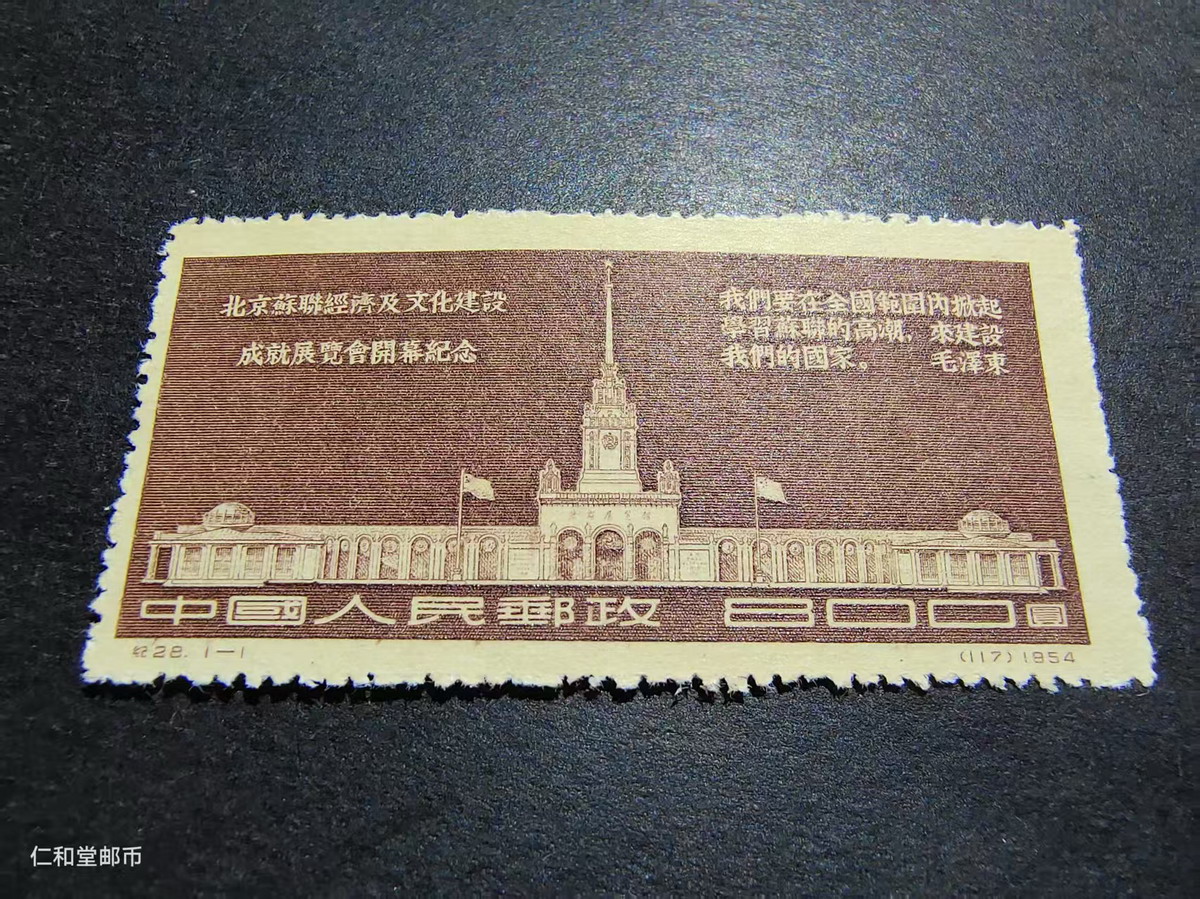 北京蘇聯經濟及文化建設
成就展覽會開幕紀念
我們要在全國範圍內掀起
學習蘇聯的高潮，來建設
我們的國家。 毛澤東
中國人民郵政 800圓
紀28. 1—1
(117) 1954
仁和堂邮币